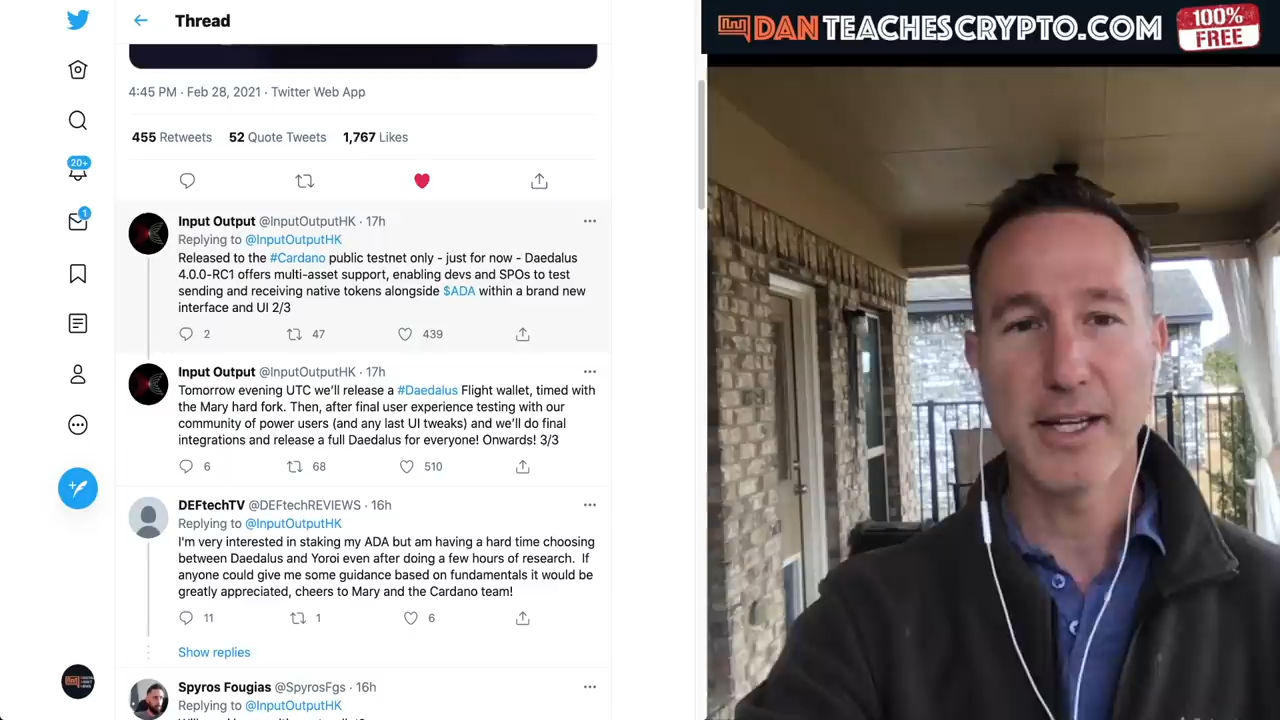 Thread
4:45 PM · Feb 28, 2021 · Twitter Web App
455 Retweets 52 Quote Tweets 1,767 Likes
Input Output @InputOutputHK · 17h
Replying to @InputOutputHK
Released to the #Cardano public testnet only - just for now - Daedalus
4.0.0-RC1 offers multi-asset support, enabling devs and SPOs to test
sending and receiving native tokens alongside $ADA within a brand new
interface and UI 2/3
2 47 439
Input Output @InputOutputHK · 17h
Tomorrow evening UTC we'll release a #Daedalus Flight wallet, timed with
the Mary hard fork. Then, after final user experience testing with our
community of power users (and any last UI tweaks) and we'll do final
integrations and release a full Daedalus for everyone! Onwards! 3/3
6 68 510
DEFtechTV @DEFtechREVIEWS · 16h
Replying to @InputOutputHK
I'm very interested in staking my ADA but am having a hard time choosing
between Daedalus and Yoroi even after doing a few hours of research. If
anyone could give me some guidance based on fundamentals it would be
greatly appreciated, cheers to Mary and the Cardano team!
11 1 6
Show replies
Spyros Fougias @SpyrosFgs · 16h
Replying to @InputOutputHK
20+
1
DANTEACHESCRYPTO.COM
100%
FREE